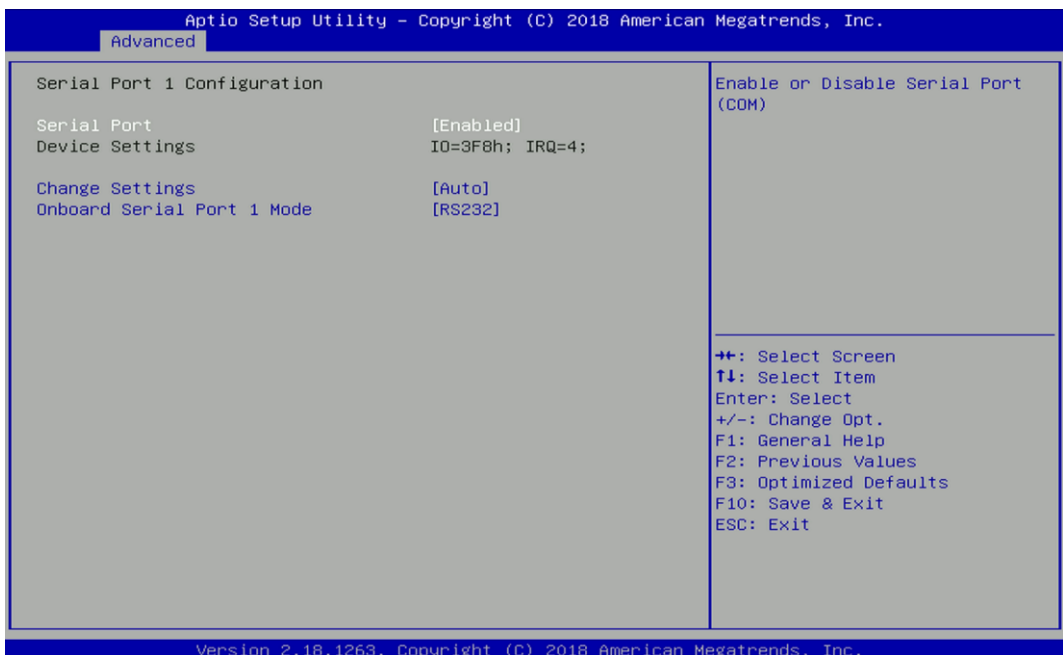 Aptio Setup Utility – Copyright (C) 2018 American Megatrends, Inc.
Advanced
Serial Port 1 Configuration
Serial Port [Enabled]
Device Settings IO=3F8h; IRQ=4;
Change Settings [Auto]
Onboard Serial Port 1 Mode [RS232]
Enable or Disable Serial Port
(COM)
→←: Select Screen
↑↓: Select Item
Enter: Select
+/-: Change Opt.
F1: General Help
F2: Previous Values
F3: Optimized Defaults
F10: Save & Exit
ESC: Exit
Version 2.18.1263. Copyright (C) 2018 American Megatrends, Inc.